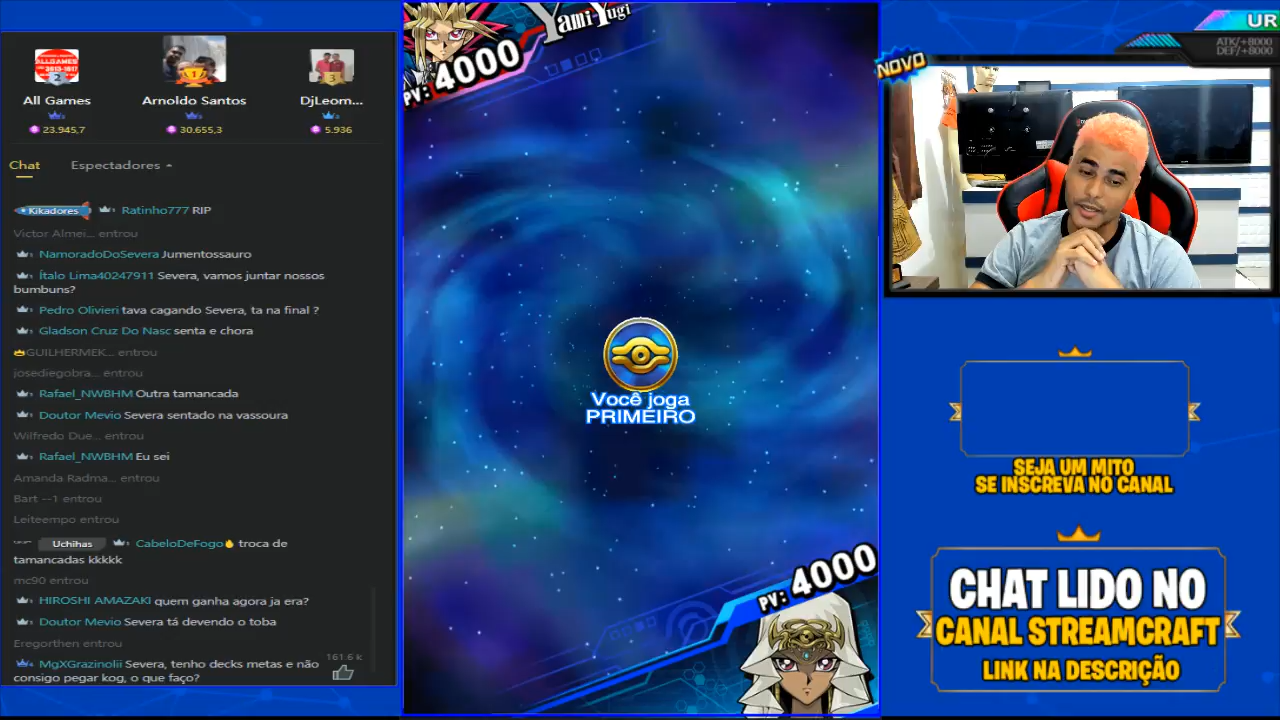 ALLGAMES
2
1
3
All Games
Arnoldo Santos
DjLeom...
23.945,7
30.655,3
5.936
Chat
Espectadores
Kikadores Ratinho777 RIP
Victor Almei... entrou
NamoradoDoSevera Jumentossauro
Ítalo Lima40247911 Severa, vamos juntar nossos
bumbuns?
Pedro Olivieri tava cagando Severa, ta na final ?
Gladson Cruz Do Nasc senta e chora
GUILHERMEK... entrou
josediegobra... entrou
Rafael_NWBHM Outra tamancada
Doutor Mevio Severa sentado na vassoura
Wilfredo Due... entrou
Rafael_NWBHM Eu sei
Amanda Radma... entrou
Bart --1 entrou
Leiteempo entrou
Uchihas CabeloDeFogo troca de
tamancadas kkkkk
mc90 entrou
HIROSHI AMAZAKI quem ganha agora ja era?
Doutor Mevio Severa tá devendo o toba
Eregorthen entrou
MgXGrazinolii Severa, tenho decks metas e não
consigo pegar kog, o que faço?
161.6 k
Yami Yugi
PV: 4000
Você joga
PRIMEIRO
PV: 4000
UR
ATK/+8000
DEF/+8000
NOVO
SEJA UM MITO
SE INSCREVA NO CANAL
CHAT LIDO NO
CANAL STREAMCRAFT
LINK NA DESCRIÇÃO